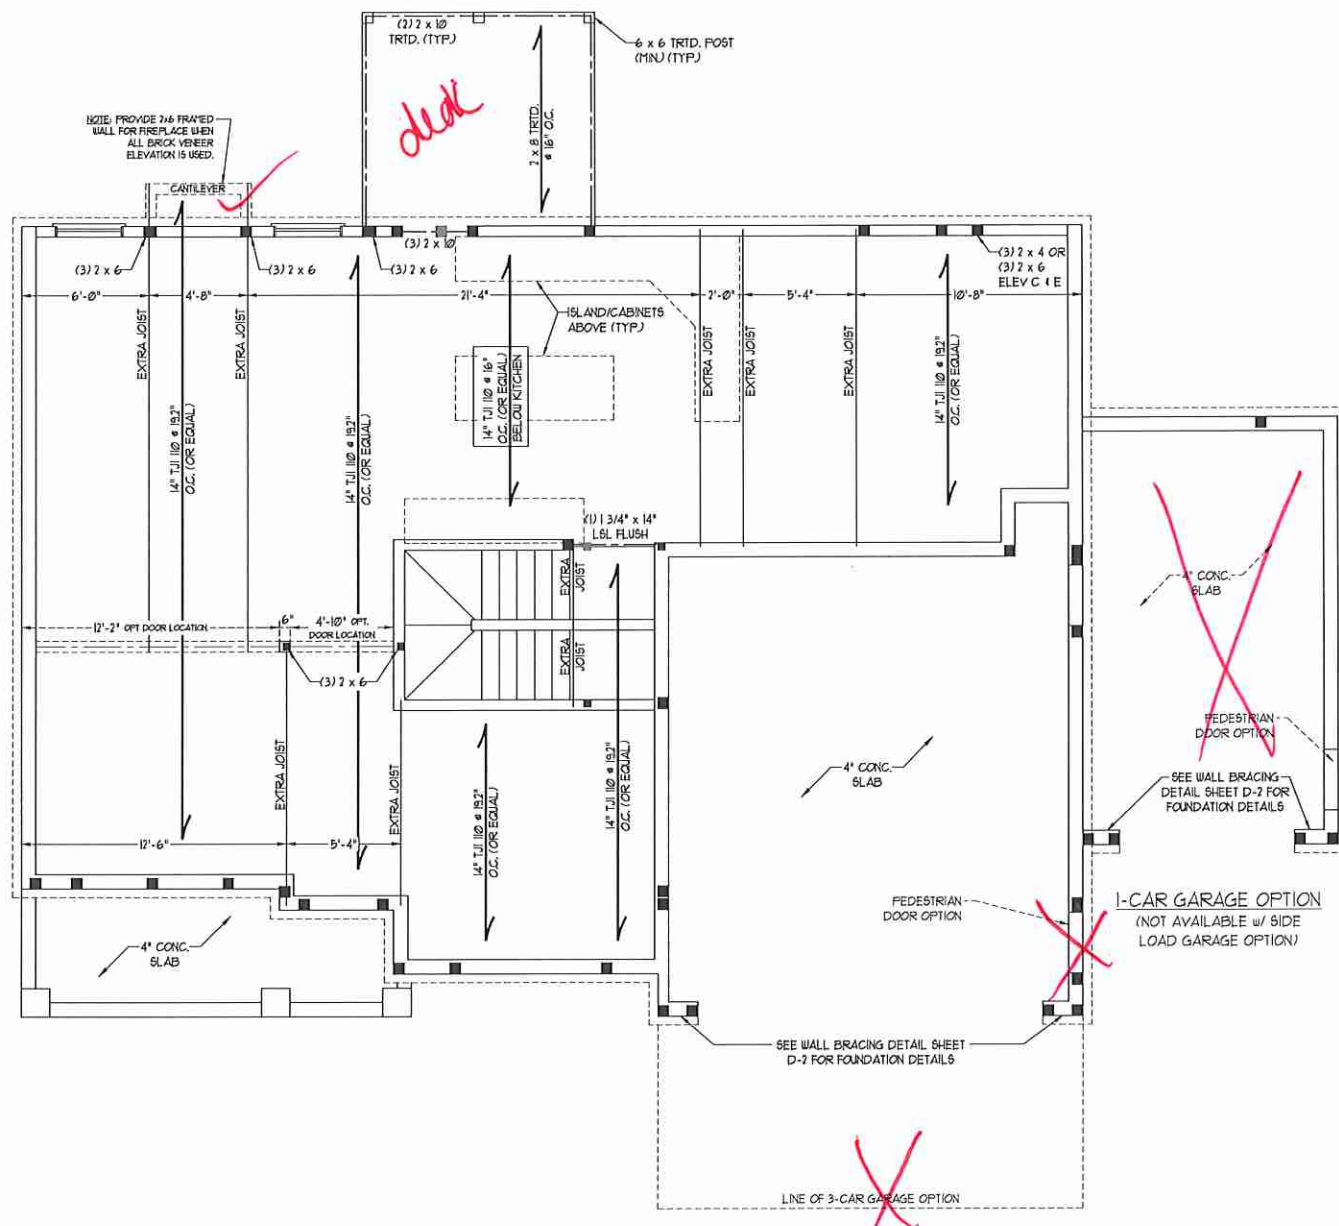 (2) 2 x 10
TRTD. (TYP.)
6 x 6 TRTD. POST
(MIN.) (TYP.)
deck
2 x 8 TRTD.
@ 16" O.C.
NOTE: PROVIDE 2x6 FRAMED
WALL FOR FIREPLACE WHEN
ALL BRICK VENEER
ELEVATION IS USED.
CANTILEVER
(3) 2 x 6
(3) 2 x 6
(3) 2 x 6
(3) 2 x 10
(3) 2 x 4 OR
(3) 2 x 6
ELEV C & E
6'-0"
4'-8"
21'-4"
2'-0"
5'-4"
10'-8"
ISLAND/CABINETS
ABOVE (TYP.)
EXTRA JOIST
EXTRA JOIST
EXTRA JOIST
EXTRA JOIST
EXTRA JOIST
14" TJI 110 @ 19.2"
O.C. (OR EQUAL)
14" TJI 110 @ 19.2"
O.C. (OR EQUAL)
14" TJI 110 @ 16"
O.C. (OR EQUAL)
BELOW KITCHEN
14" TJI 110 @ 19.2"
O.C. (OR EQUAL)
(1) 1 3/4" x 14"
LSL FLUSH
EXTRA
JOIST
EXTRA
JOIST
12'-2" OPT DOOR LOCATION
6"
4'-10" OPT.
DOOR LOCATION
(3) 2 x 6
4" CONC.
SLAB
PEDESTRIAN
DOOR OPTION
SEE WALL BRACING
DETAIL SHEET D-2 FOR
FOUNDATION DETAILS
EXTRA JOIST
EXTRA JOIST
14" TJI 110 @ 19.2"
O.C. (OR EQUAL)
14" TJI 110 @ 19.2"
O.C. (OR EQUAL)
4" CONC.
SLAB
12'-6"
5'-4"
PEDESTRIAN
DOOR OPTION
1-CAR GARAGE OPTION
(NOT AVAILABLE w/ SIDE
LOAD GARAGE OPTION)
4" CONC.
SLAB
SEE WALL BRACING DETAIL SHEET
D-2 FOR FOUNDATION DETAILS
LINE OF 3-CAR GARAGE OPTION